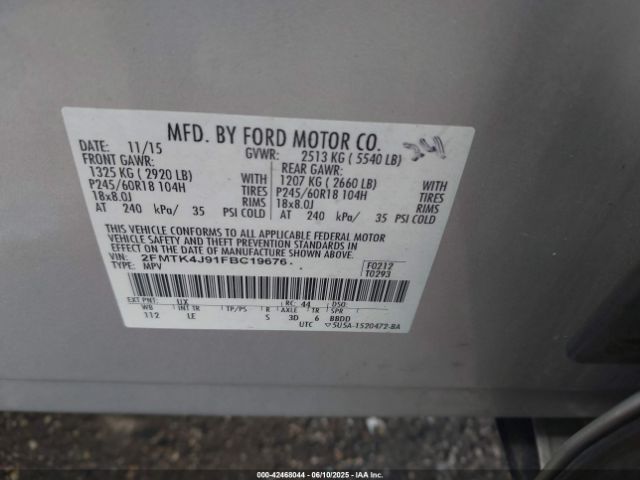 MFD. BY FORD MOTOR CO.
DATE: 11/15 GVWR: 2513 KG ( 5540 LB)
FRONT GAWR: REAR GAWR:
1325 KG ( 2920 LB) WITH 1207 KG ( 2660 LB) WITH
P245/60R18 104H TIRES P245/60R18 104H TIRES
18x8.0J RIMS 18x8.0J RIMS
AT 240 kPa/ 35 PSI COLD AT 240 kPa/ 35 PSI COLD
THIS VEHICLE CONFORMS TO ALL APPLICABLE FEDERAL MOTOR
VEHICLE SAFETY AND THEFT PREVENTION STANDARDS IN
EFFECT ON THE DATE OF MANUFACTURE SHOWN ABOVE.
VIN: 2FMTK4J91FBC19676
TYPE: MPV
F0212
T0293
EXT PNT: UX RC: 44 DSO:
WB INT TR TP/PS R AXLE TR SPR
112 LE S 3D 6 BBDD
UTC ▽5U5A-1520472-BA
000-42468044 - 06/10/2025 - IAA Inc.